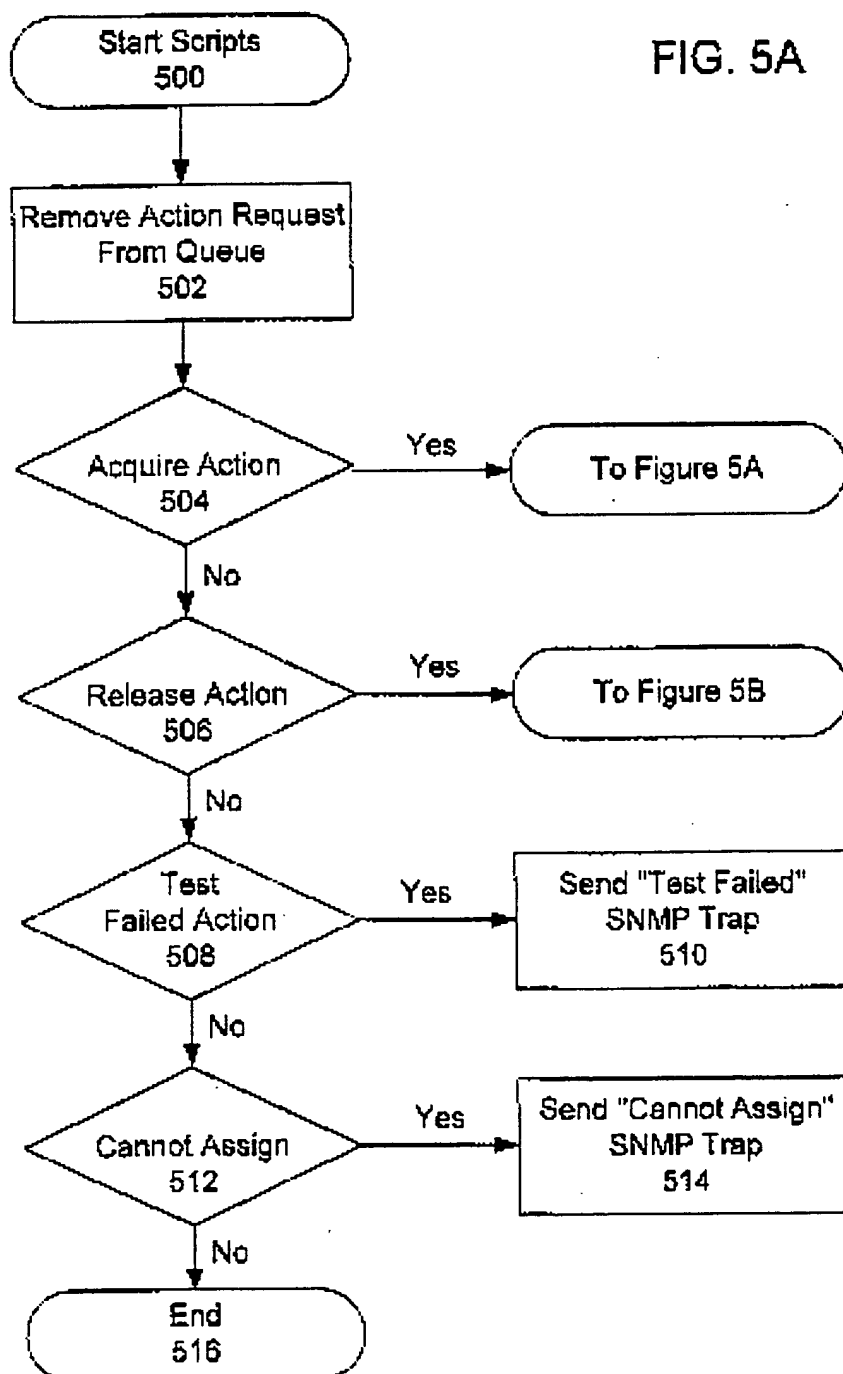 FIG. 5A
Start Scripts
500
Remove Action Request
From Queue
502
Acquire Action
504
Yes
To Figure 5A
No
Release Action
506
Yes
To Figure 5B
No
Test
Failed Action
508
Yes
Send "Test Failed"
SNMP Trap
510
No
Cannot Assign
512
Yes
Send "Cannot Assign"
SNMP Trap
514
No
End
516